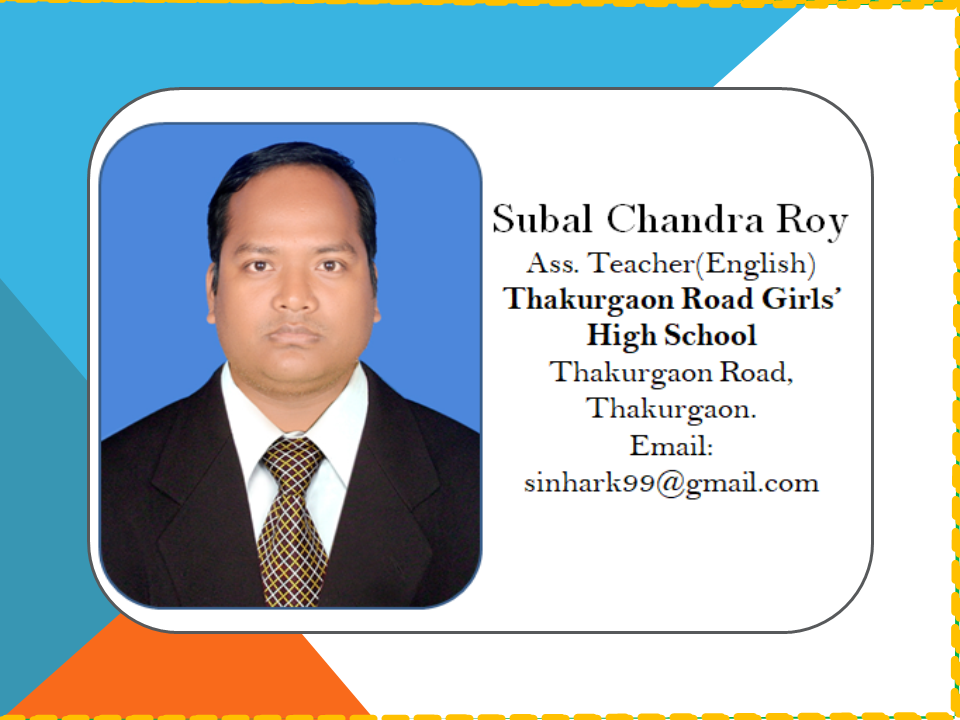 Subal Chandra Roy
Ass. Teacher(English)
Thakurgaon Road Girls’
High School
Thakurgaon Road,
Thakurgaon.
Email:
sinhark99@gmail.com